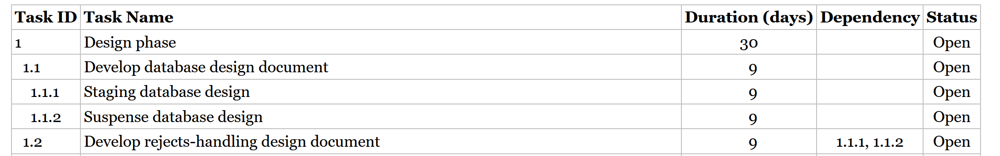 Task ID Task Name Duration (days) Dependency Status
1 Design phase 30 Open
1.1 Develop database design document 9 Open
1.1.1 Staging database design 9 Open
1.1.2 Suspense database design 9 Open
1.2 Develop rejects-handling design document 9 1.1.1, 1.1.2 Open